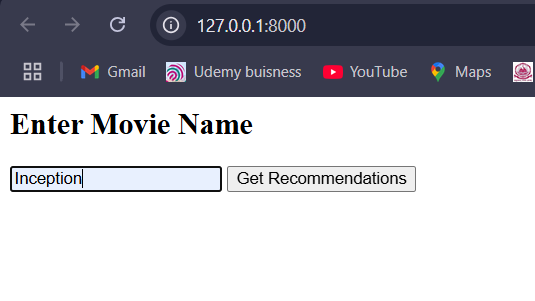 127.0.0.1:8000
Gmail Udemy buisness YouTube Maps
Enter Movie Name
Inception Get Recommendations